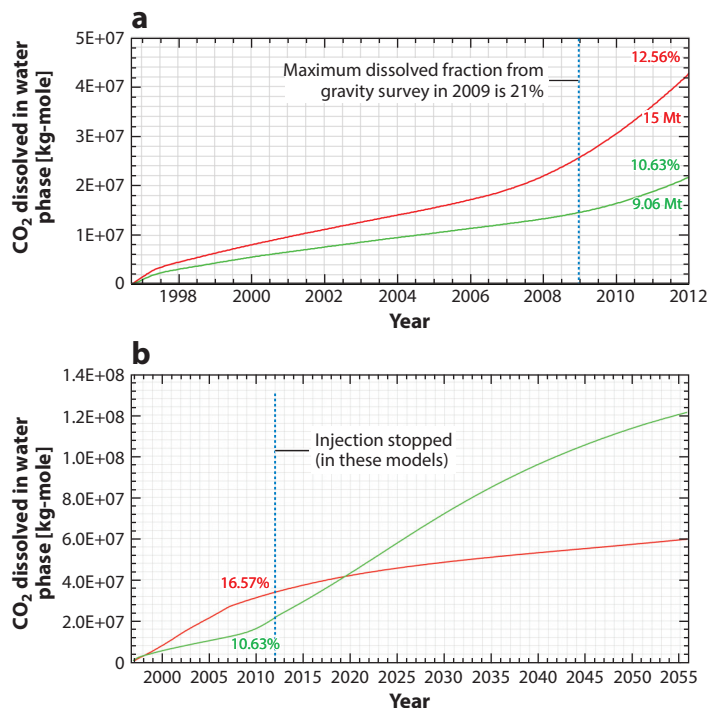 a
CO2 dissolved in water
phase [kg-mole]
5E+07
4E+07
3E+07
2E+07
1E+07
0
Maximum dissolved fraction from
gravity survey in 2009 is 21%
12.56%
15 Mt
10.63%
9.06 Mt
1998 2000 2002 2004 2006 2008 2010 2012
Year
b
CO2 dissolved in water
phase [kg-mole]
1.4E+08
1.2E+08
1.0E+08
8.0E+07
6.0E+07
4.0E+07
2.0E+07
0
Injection stopped
(in these models)
16.57%
10.63%
2000 2005 2010 2015 2020 2025 2030 2035 2040 2045 2050 2055
Year